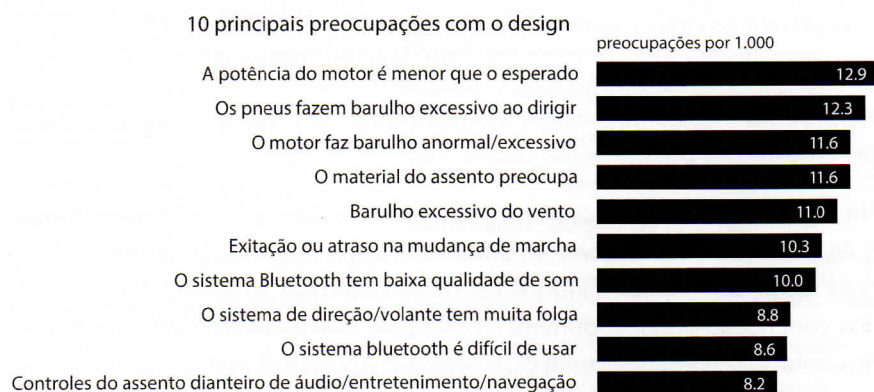 10 principais preocupações com o design
preocupações por 1.000
A potência do motor é menor que o esperado 12.9
Os pneus fazem barulho excessivo ao dirigir 12.3
O motor faz barulho anormal/excessivo 11.6
O material do assento preocupa 11.6
Barulho excessivo do vento 11.0
Exitação ou atraso na mudança de marcha 10.3
O sistema Bluetooth tem baixa qualidade de som 10.0
O sistema de direção/volante tem muita folga 8.8
O sistema bluetooth é difícil de usar 8.6
Controles do assento dianteiro de áudio/entretenimento/navegação 8.2